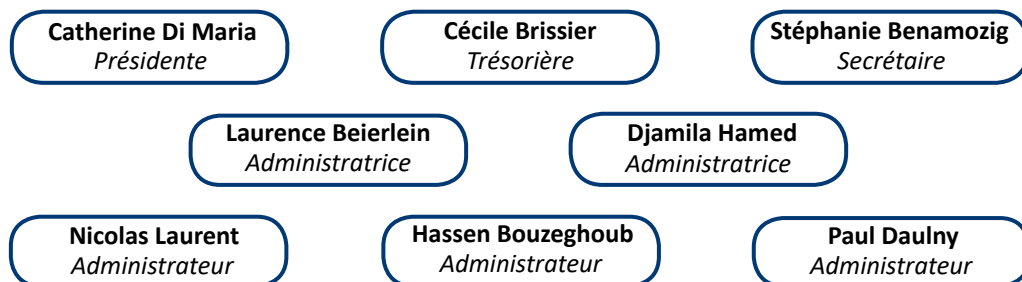 Catherine Di Maria
Présidente
Cécile Brissier
Trésorière
Stéphanie Benamozig
Secrétaire
Laurence Beierlein
Administratrice
Djamila Hamed
Administratrice
Nicolas Laurent
Administrateur
Hassen Bouzeghoub
Administrateur
Paul Daulny
Administrateur